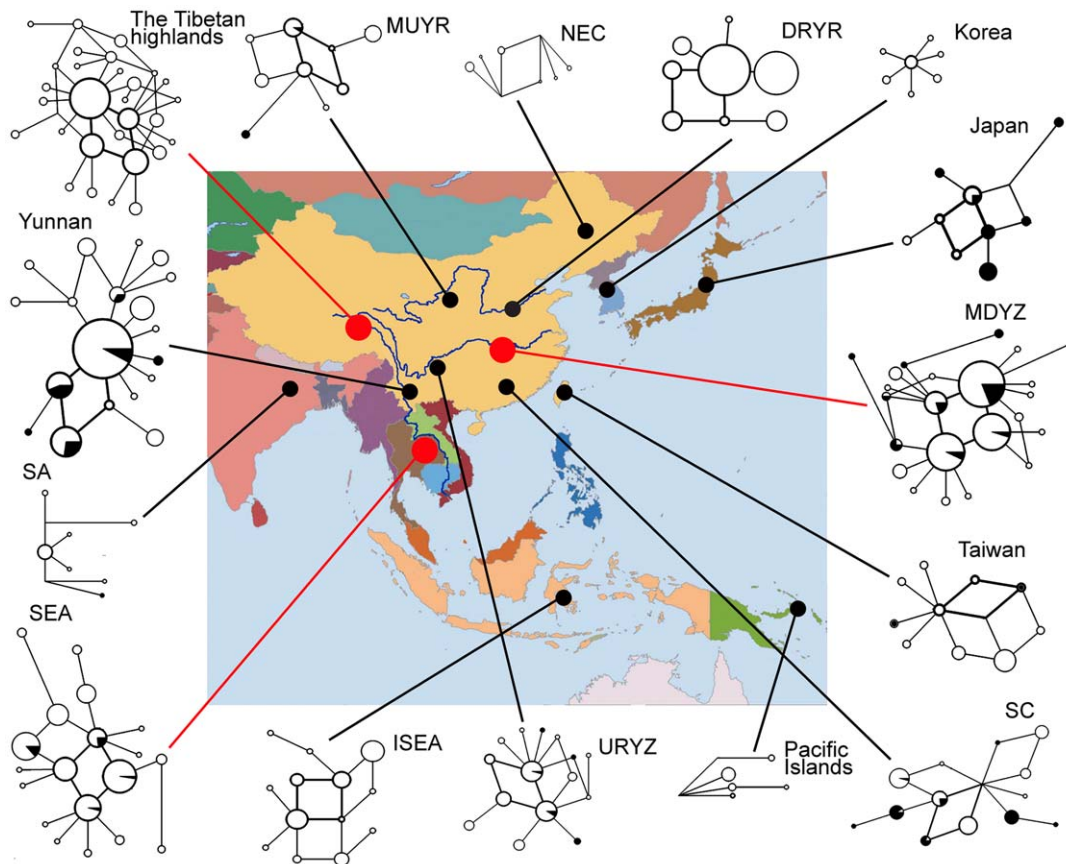 The Tibetan
highlands
MUYR
NEC
DRYR
Korea
Japan
Yunnan
MDYZ
SA
Taiwan
SEA
ISEA
URYZ
Pacific
Islands
SC